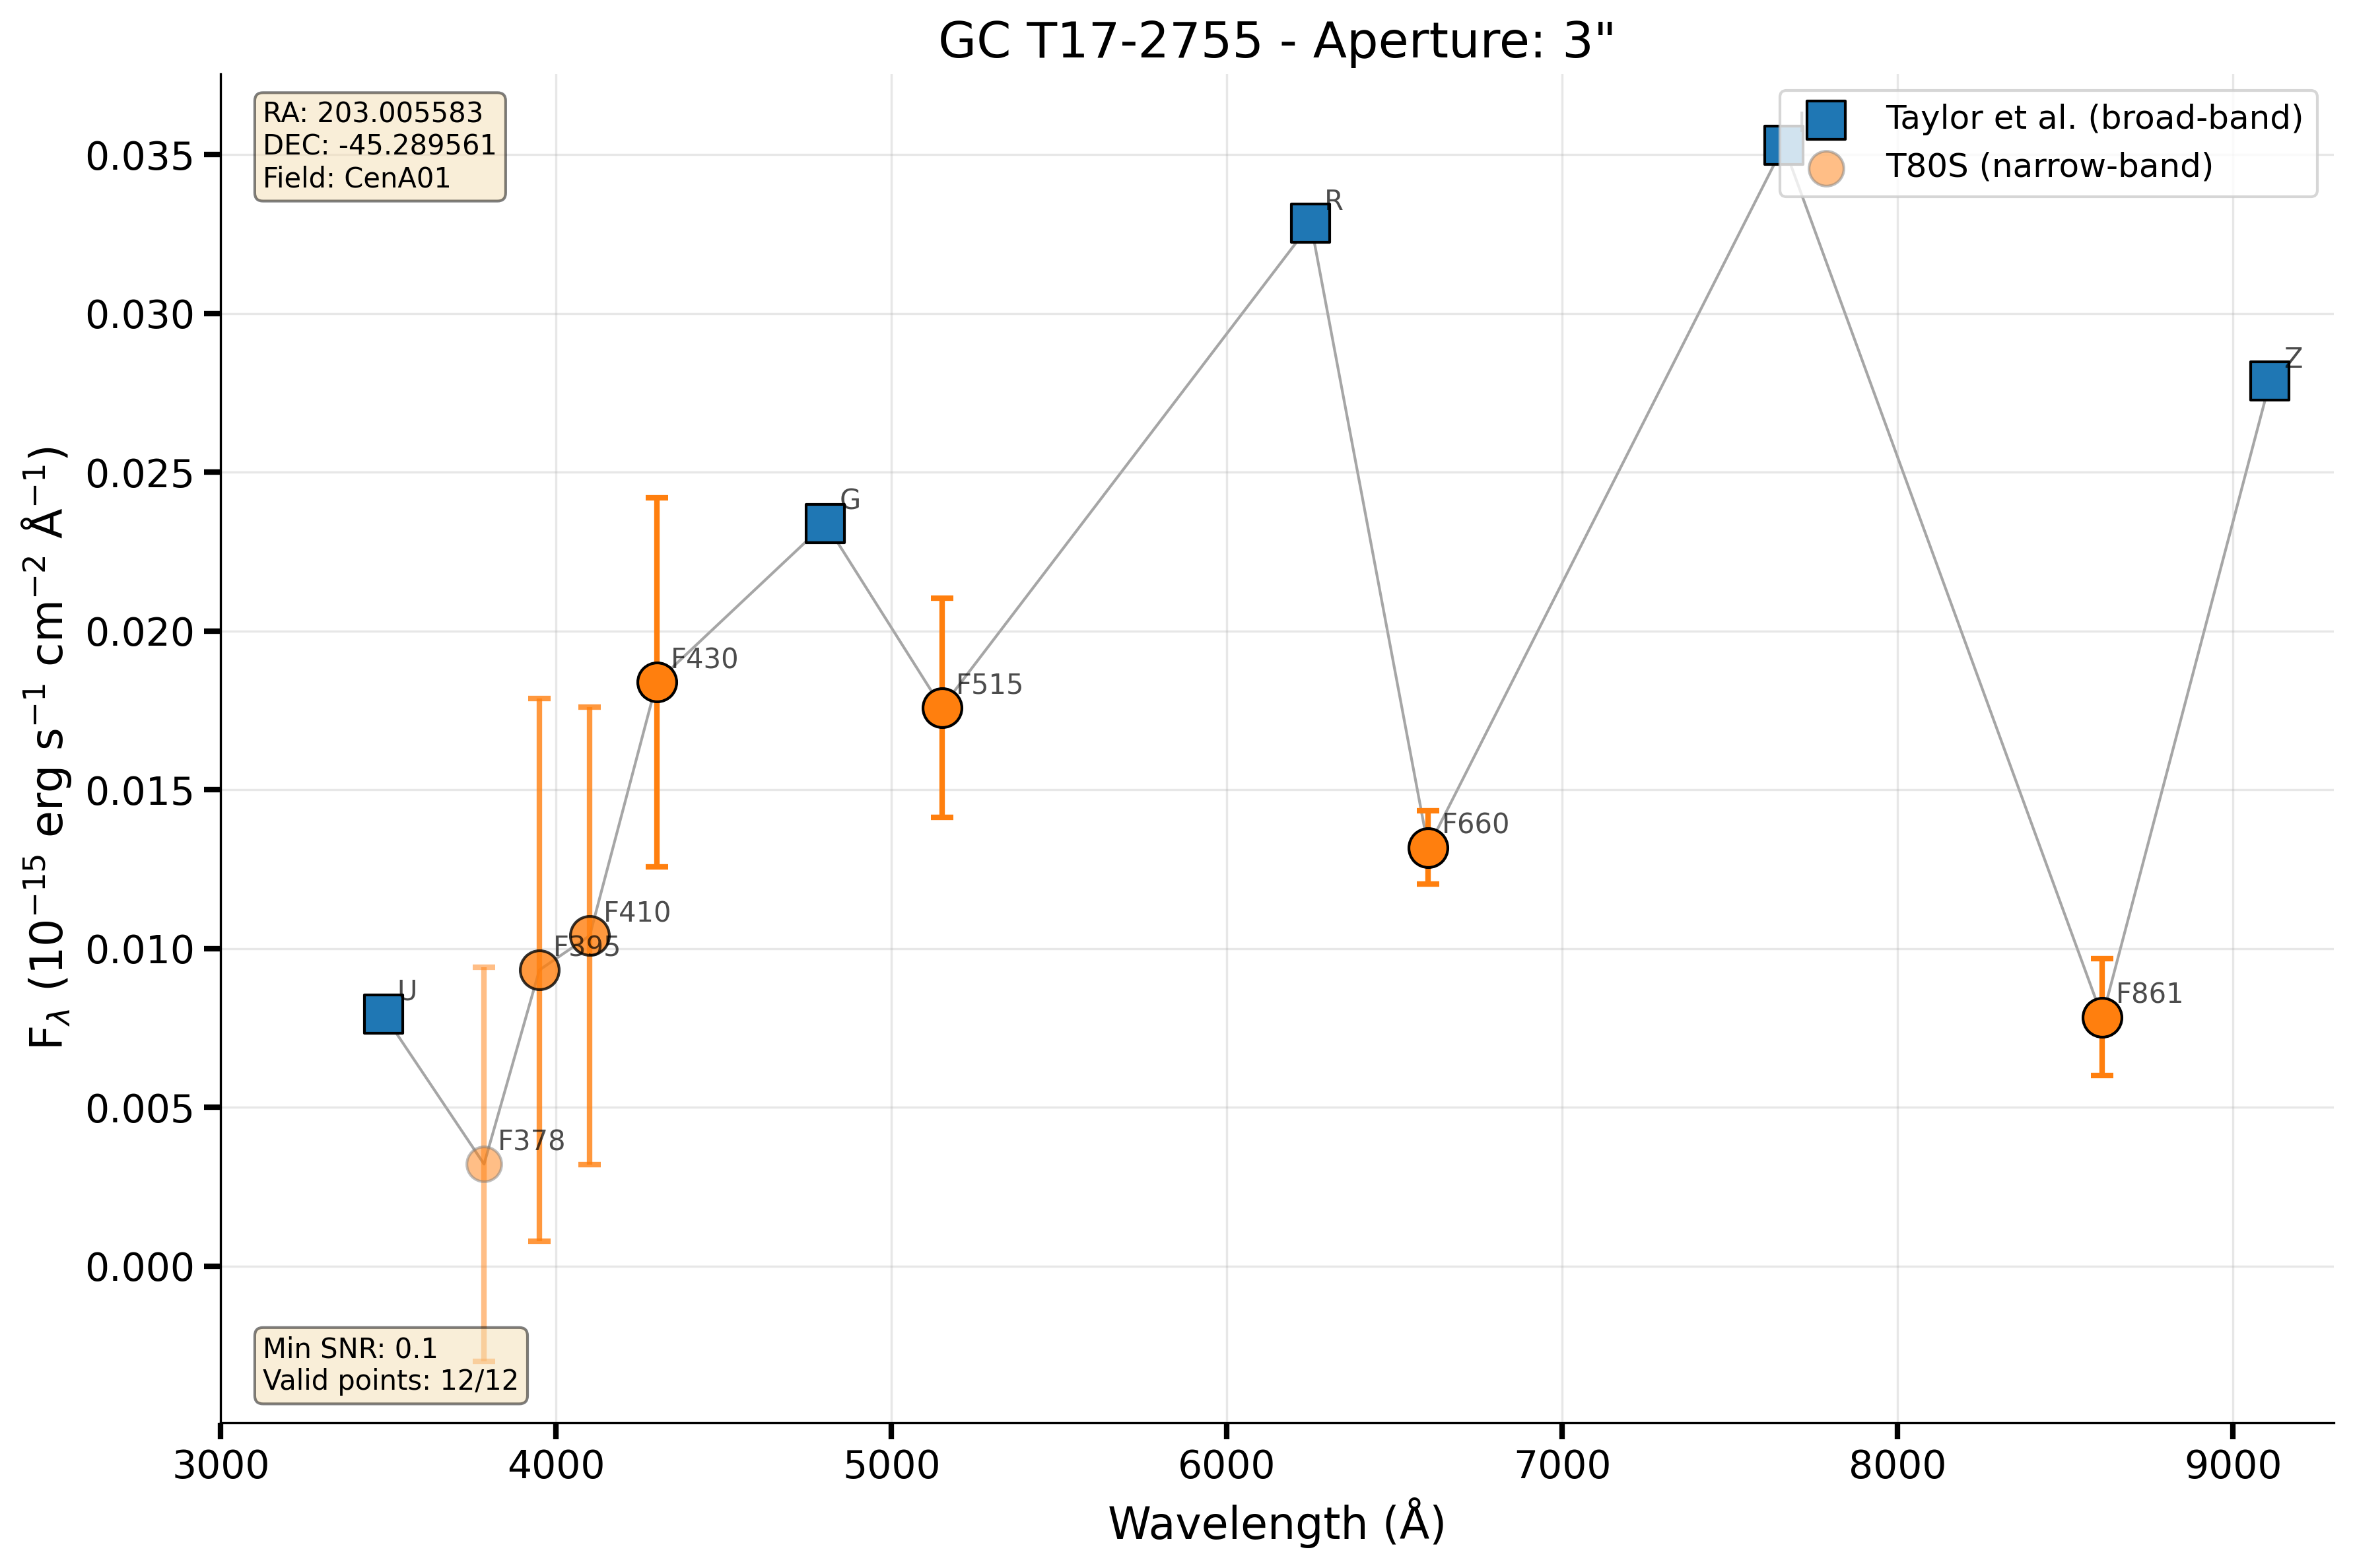 GC T17-2755 - Aperture: 3"
RA: 203.005583
DEC: -45.289561
Field: CenA01
Taylor et al. (broad-band)
T80S (narrow-band)
R
Z
G
F430
F515
F660
F410
F395
U
F861
F378
Min SNR: 0.1
Valid points: 12/12
0.035
0.030
0.025
0.020
0.015
0.010
0.005
0.000
F_λ (10⁻¹⁵ erg s⁻¹ cm⁻² Å⁻¹)
3000 4000 5000 6000 7000 8000 9000
Wavelength (Å)